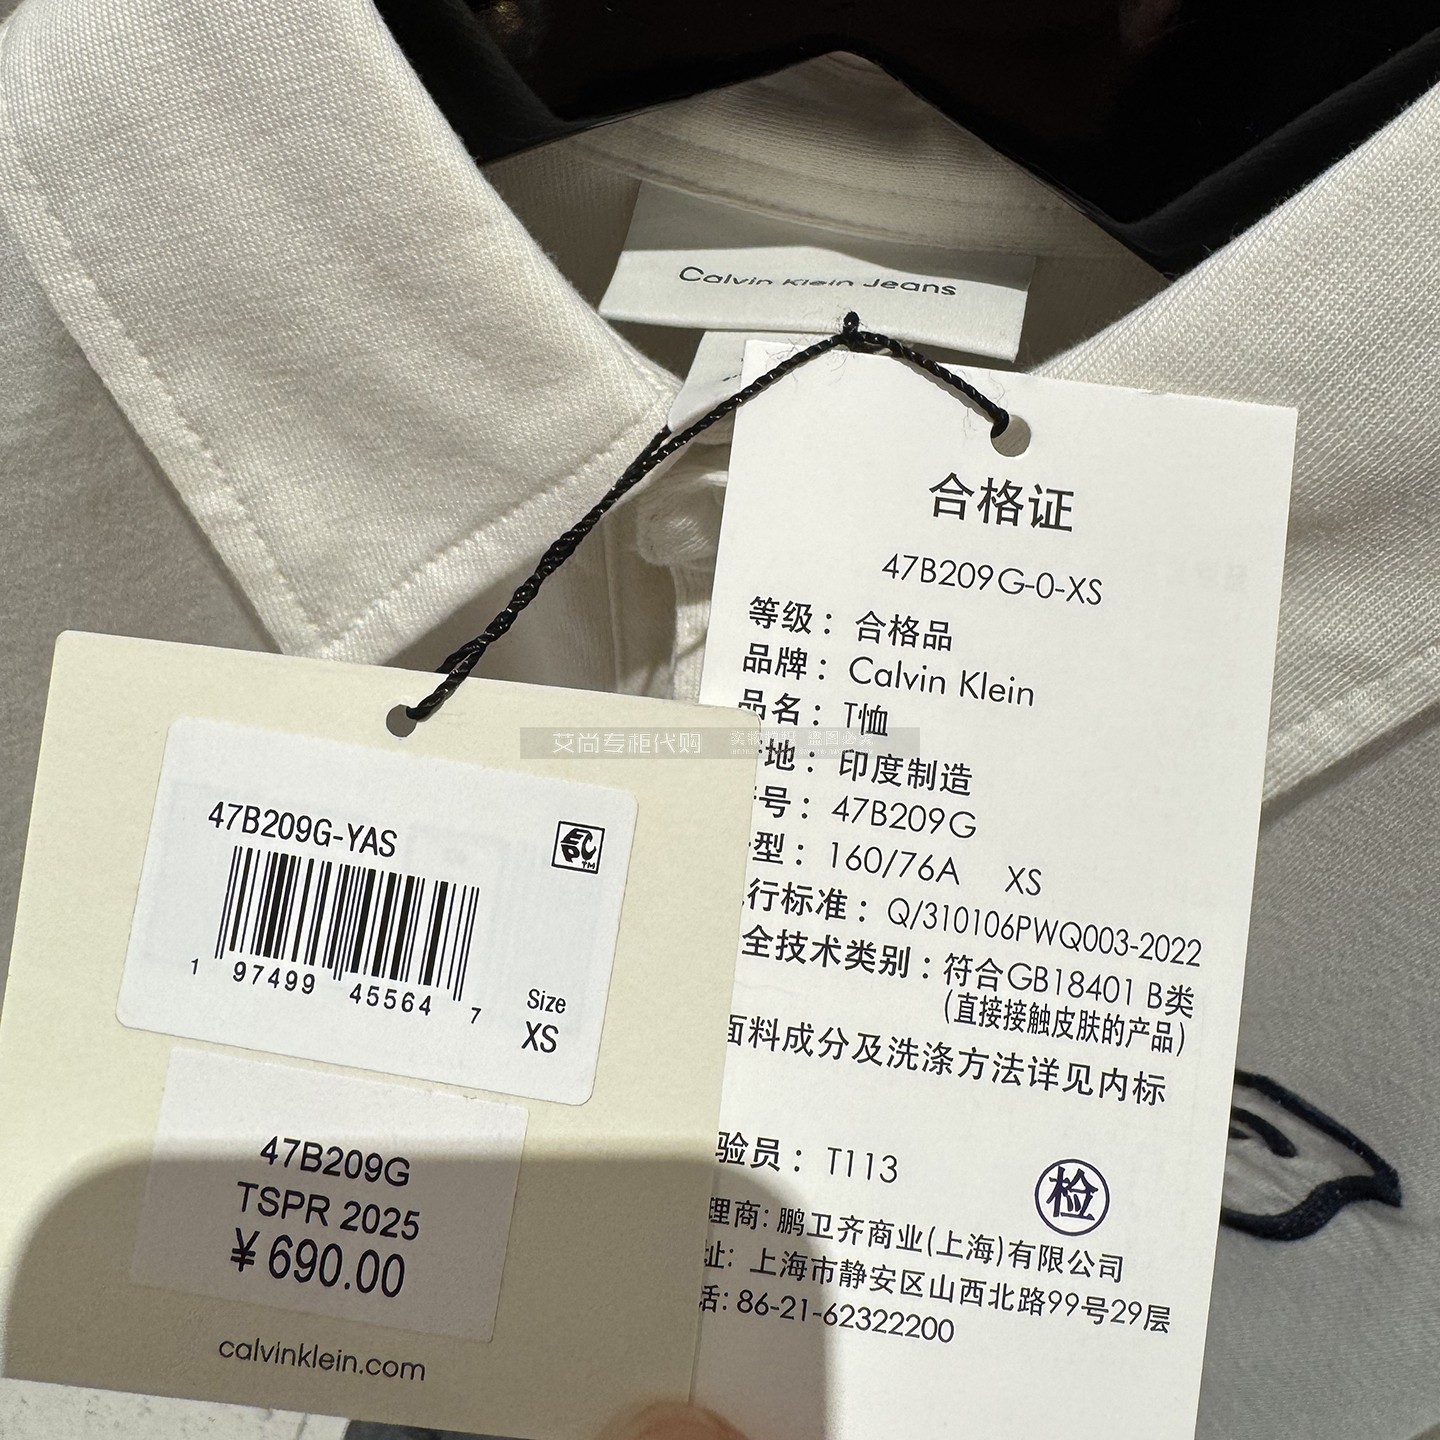 Calvin Klein Jeans
合格证
47B209G-0-XS
等级：合格品
品牌：Calvin Klein
品名：T恤
地：印度制造
号：47B209G
型：160/76A XS
行标准：Q/310106PWQ003-2022
全技术类别：符合GB18401 B类
(直接接触皮肤的产品)
面料成分及洗涤方法详见内标
验员：T113
检
理商：鹏卫齐商业(上海)有限公司
址：上海市静安区山西北路99号29层
话：86-21-62322200
艾尚专柜代购
47B209G-YAS
1 97499 45564 7
Size
XS
47B209G
TSPR 2025
¥690.00
calvinklein.com